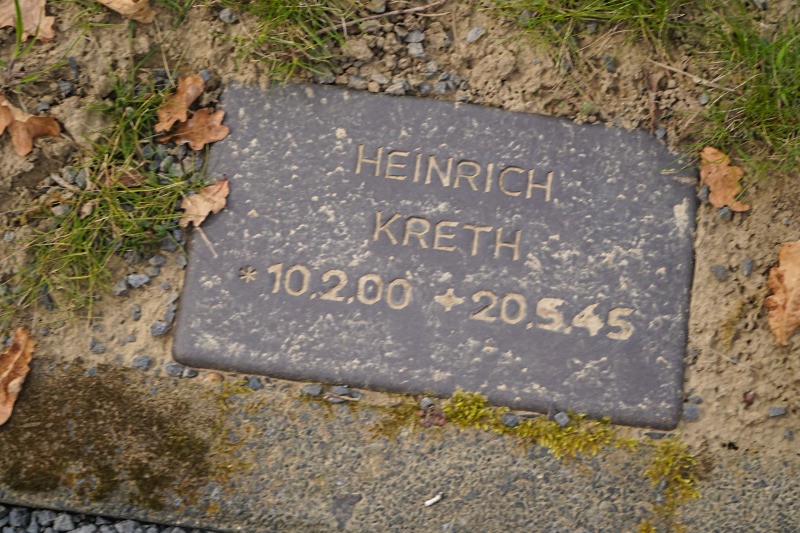 HEINRICH
KRETH
* 10.2.00 ✦ 20.5.45